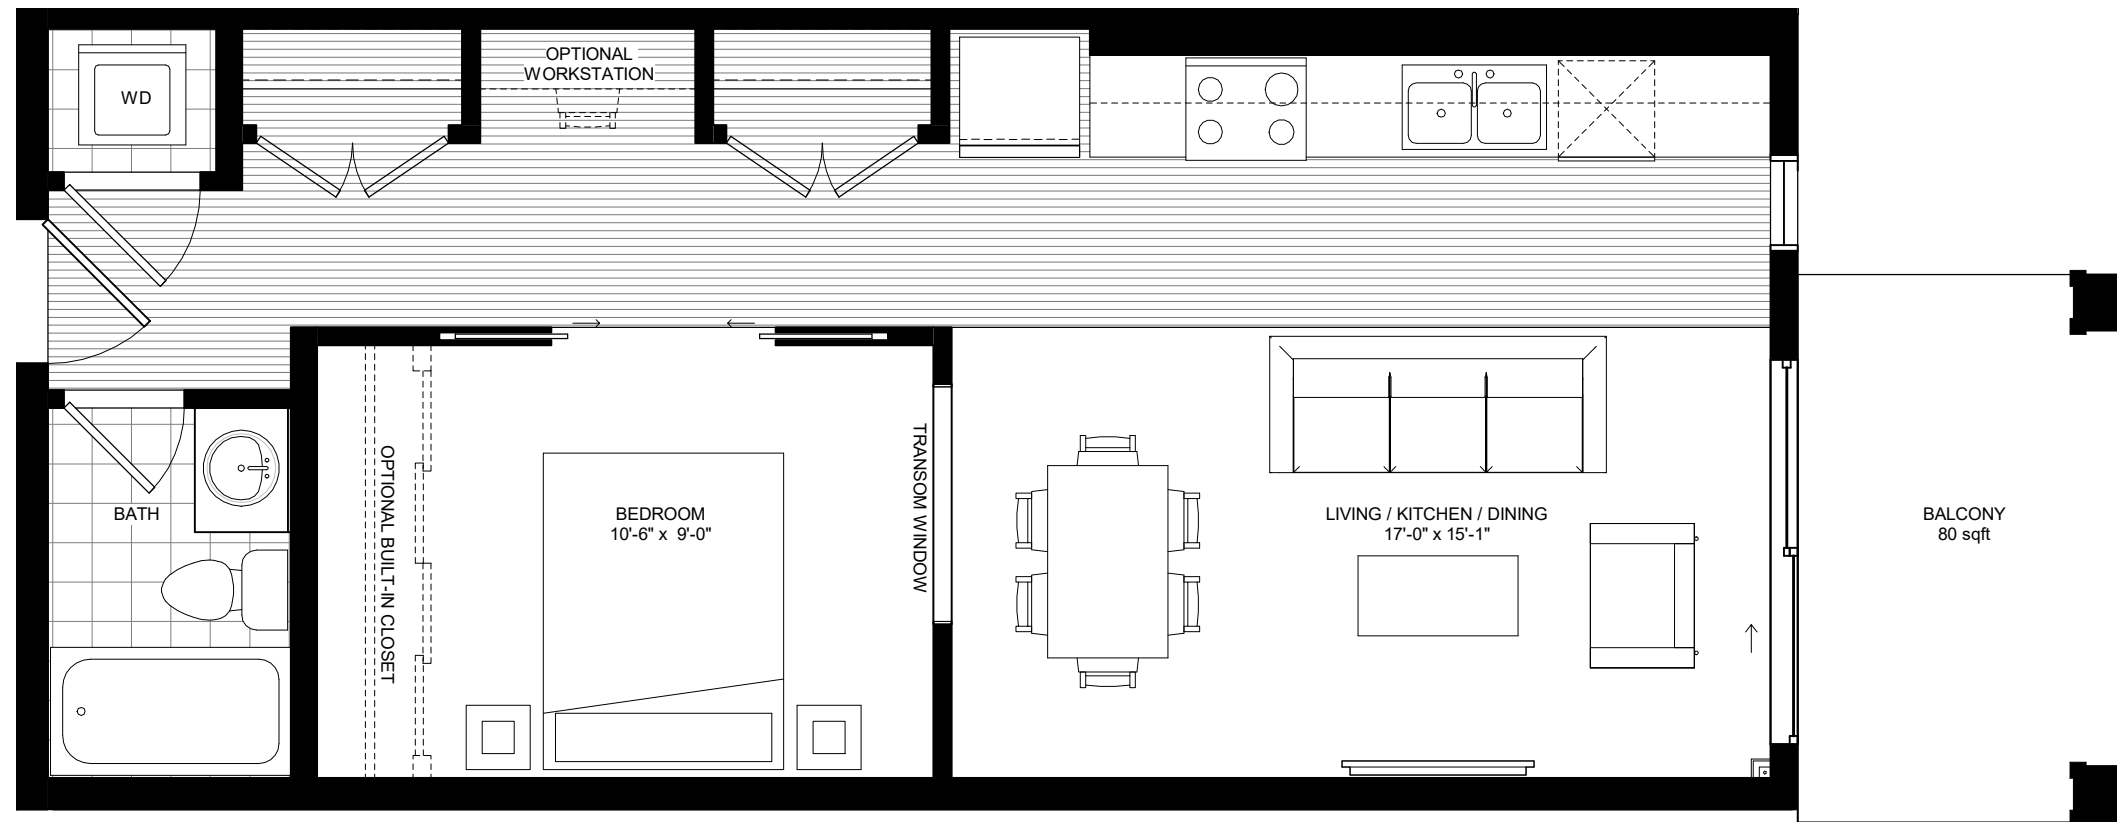 OPTIONAL
WORKSTATION
WD
BATH
OPTIONAL BUILT-IN CLOSET
BEDROOM
10'-6" x 9'-0"
TRANSOM WINDOW
LIVING / KITCHEN / DINING
17'-0" x 15'-1"
BALCONY
80 sqft